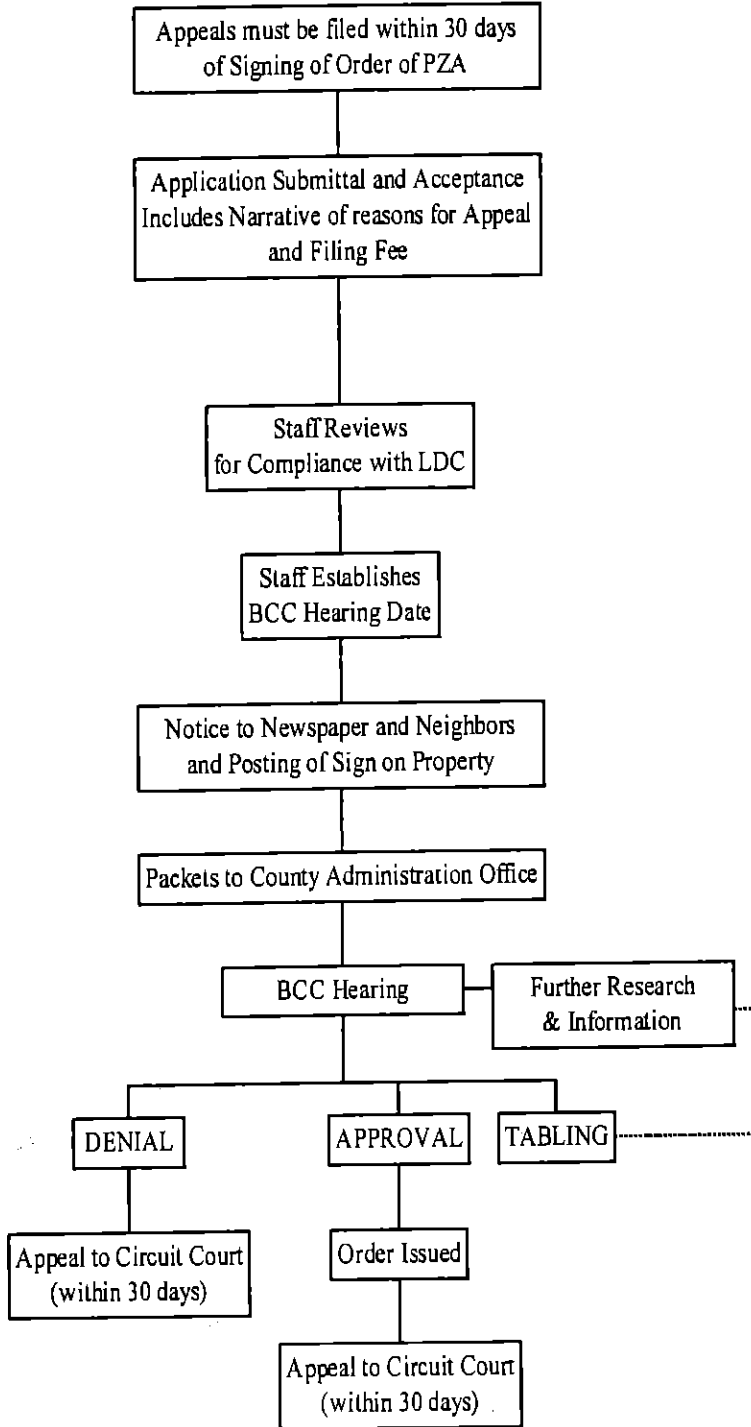 Appeals must be filed within 30 days
of Signing of Order of PZA
Application Submittal and Acceptance
Includes Narrative of reasons for Appeal
and Filing Fee
Staff Reviews
for Compliance with LDC
Staff Establishes
BCC Hearing Date
Notice to Newspaper and Neighbors
and Posting of Sign on Property
Packets to County Administration Office
BCC Hearing
Further Research
& Information
DENIAL
APPROVAL
TABLING
Appeal to Circuit Court
(within 30 days)
Order Issued
Appeal to Circuit Court
(within 30 days)